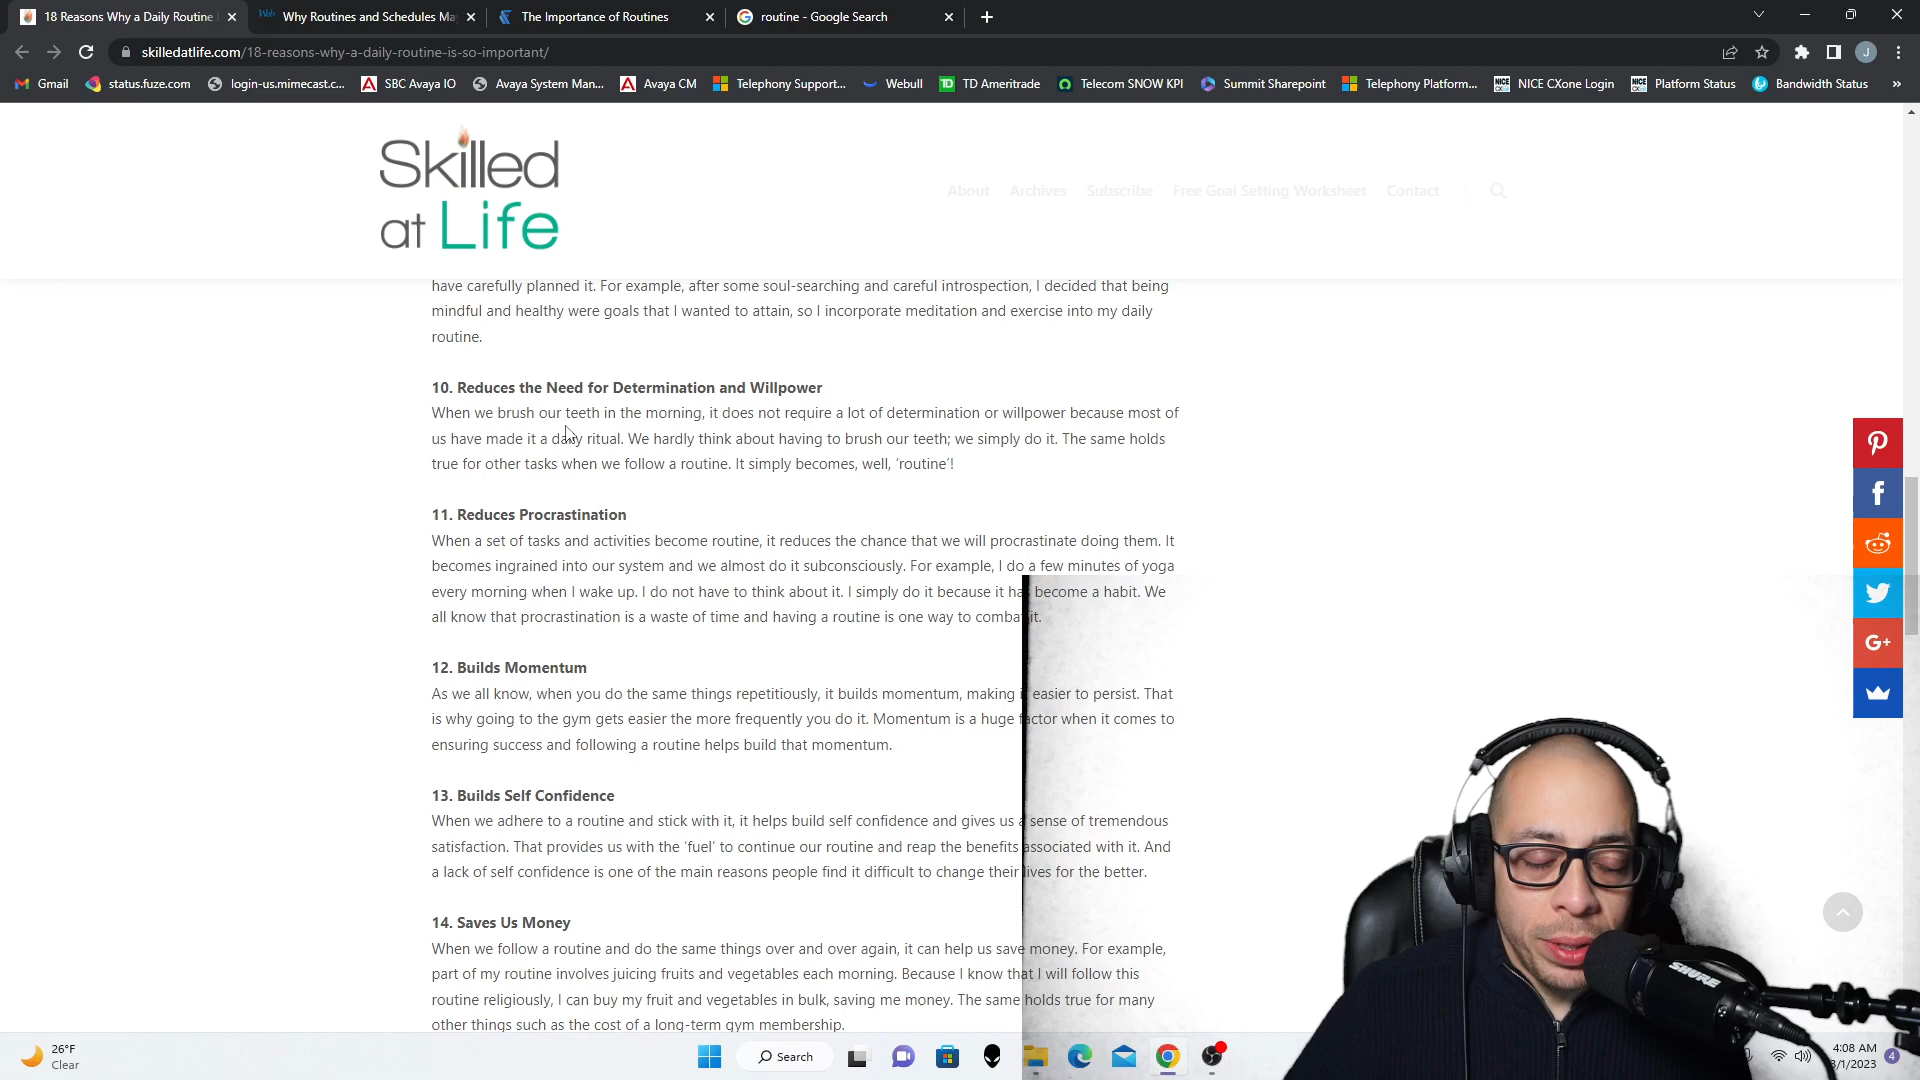 18 Reasons Why a Daily Routine
Why Routines and Schedules Ma
The Importance of Routines
routine - Google Search
skilledatlife.com/18-reasons-why-a-daily-routine-is-so-important/
J
Gmail
status.fuze.com
login-us.mimecast.c...
SBC Avaya IO
Avaya System Man...
Avaya CM
Telephony Support...
Webull
TD Ameritrade
Telecom SNOW KPI
Summit Sharepoint
Telephony Platform...
NICE CXone Login
Platform Status
Bandwidth Status
»
Skilled
at Life
About
Archives
Subscribe
Free Goal Setting Worksheet
Contact
have carefully planned it. For example, after some soul-searching and careful introspection, I decided that being
mindful and healthy were goals that I wanted to attain, so I incorporate meditation and exercise into my daily
routine.
10. Reduces the Need for Determination and Willpower
When we brush our teeth in the morning, it does not require a lot of determination or willpower because most of
us have made it a daily ritual. We hardly think about having to brush our teeth; we simply do it. The same holds
true for other tasks when we follow a routine. It simply becomes, well, ‘routine’!
11. Reduces Procrastination
When a set of tasks and activities become routine, it reduces the chance that we will procrastinate doing them. It
becomes ingrained into our system and we almost do it subconsciously. For example, I do a few minutes of yoga
every morning when I wake up. I do not have to think about it. I simply do it because it has become a habit. We
all know that procrastination is a waste of time and having a routine is one way to combat it.
12. Builds Momentum
As we all know, when you do the same things repetitiously, it builds momentum, making it easier to persist. That
is why going to the gym gets easier the more frequently you do it. Momentum is a huge factor when it comes to
ensuring success and following a routine helps build that momentum.
13. Builds Self Confidence
When we adhere to a routine and stick with it, it helps build self confidence and gives us a sense of tremendous
satisfaction. That provides us with the ‘fuel’ to continue our routine and reap the benefits associated with it. And
a lack of self confidence is one of the main reasons people find it difficult to change their lives for the better.
14. Saves Us Money
When we follow a routine and do the same things over and over again, it can help us save money. For example,
part of my routine involves juicing fruits and vegetables each morning. Because I know that I will follow this
routine religiously, I can buy my fruit and vegetables in bulk, saving me money. The same holds true for many
other things such as the cost of a long-term gym membership.
G+
SHURE
26°F
Clear
Search
4:08 AM
3/1/2023
4